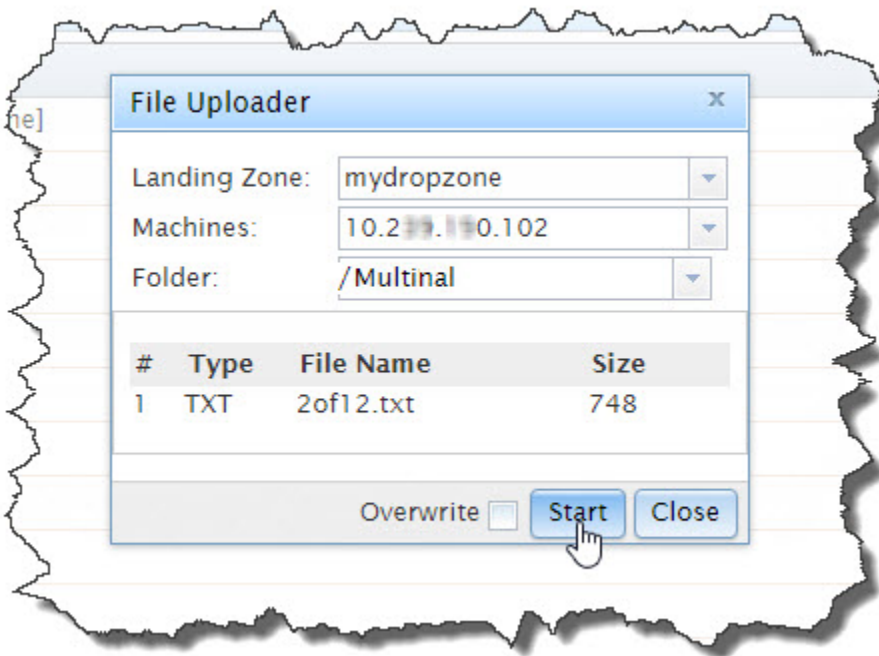 File Uploader x
ne]
Landing Zone: mydropzone
Machines:
Folder: /Multinal
# Type File Name Size
1 TXT 2of12.txt 748
Overwrite Start Close